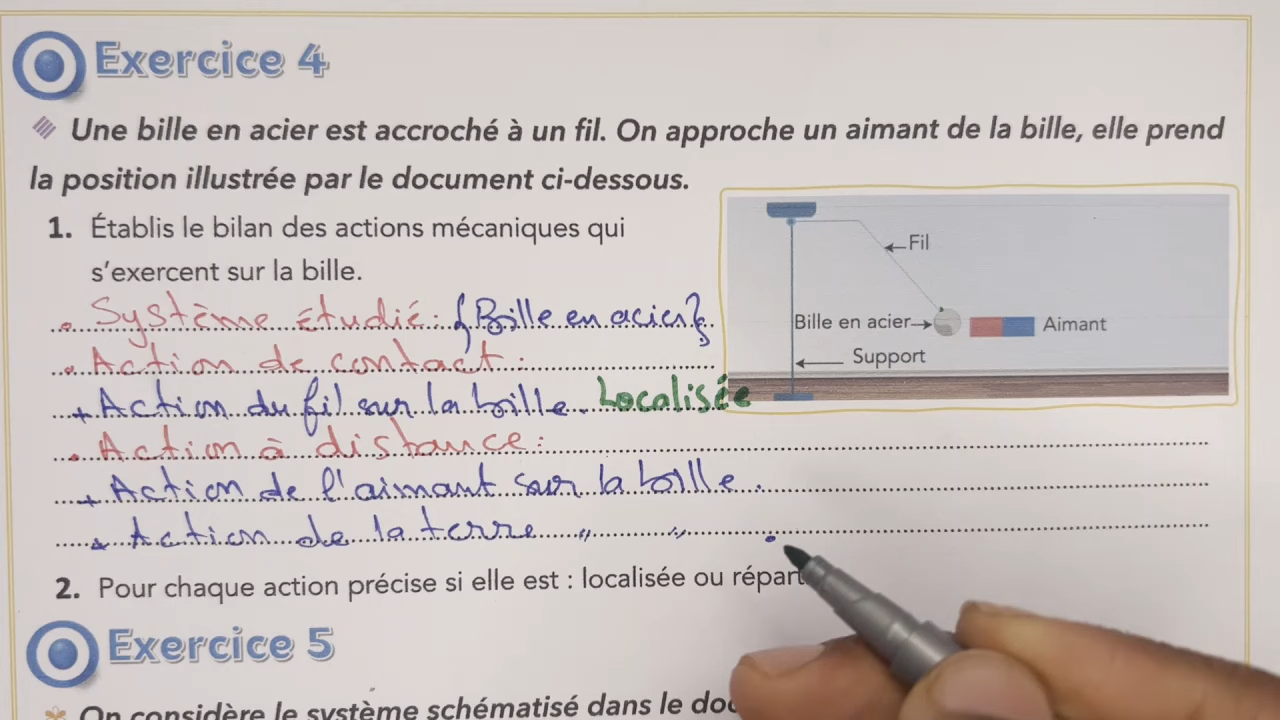 Exercice 4
Une bille en acier est accroché à un fil. On approche un aimant de la bille, elle prend
la position illustrée par le document ci-dessous.
1. Établis le bilan des actions mécaniques qui
s'exercent sur la bille.
• Système étudié : {Bille en acier}
• Action de contact :
+ Action du fil sur la bille. Localisée
• Action à distance :
+ Action de l'aimant sur la bille.
+ Action de la terre " " .
Fil
Bille en acier
Aimant
Support
2. Pour chaque action précise si elle est : localisée ou
Exercice 5
On considère le système schématisé dans le